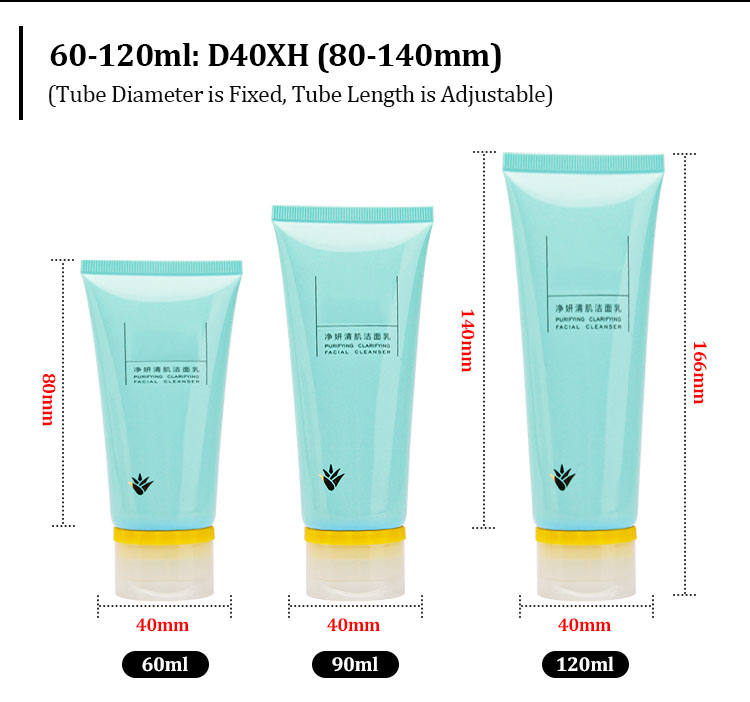 60-120ml: D40XH (80-140mm)
(Tube Diameter is Fixed, Tube Length is Adjustable)
80mm
净妍清肌洁面乳
PURIFYING CLARIFYING
FACIAL CLEANSER
40mm
60ml
净妍清肌洁面乳
PURIFYING CLARIFYING
FACIAL CLEANSER
40mm
90ml
140mm
净妍清肌洁面乳
PURIFYING CLARIFYING
FACIAL CLEANSER
166mm
40mm
120ml